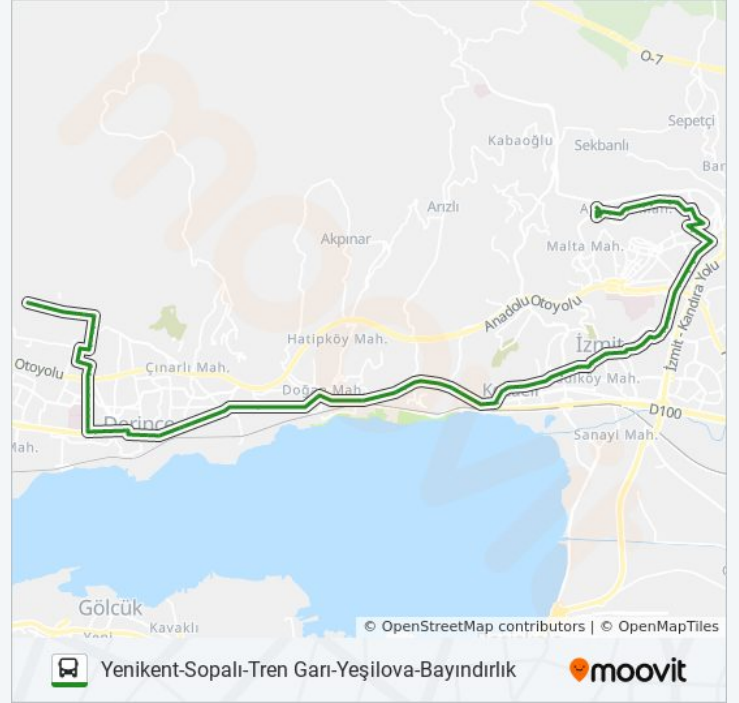 O-7
Sepetçi
Kabaoğlu
Sekbanlı
Arızlı
Akpınar
Malta Mah.
Anadolu Otoyolu
İzmit - Kandıra Yolu
Hatipköy Mah.
İzmit
Otoyolu
Çınarlı Mah.
Doğan Mah.
Derince
D100
Sanayi Mah.
Gölcük
Kavaklı
Yeni
© OpenStreetMap contributors | © OpenMapTiles
Yenikent-Sopalı-Tren Garı-Yeşilova-Bayındırlık
moovit